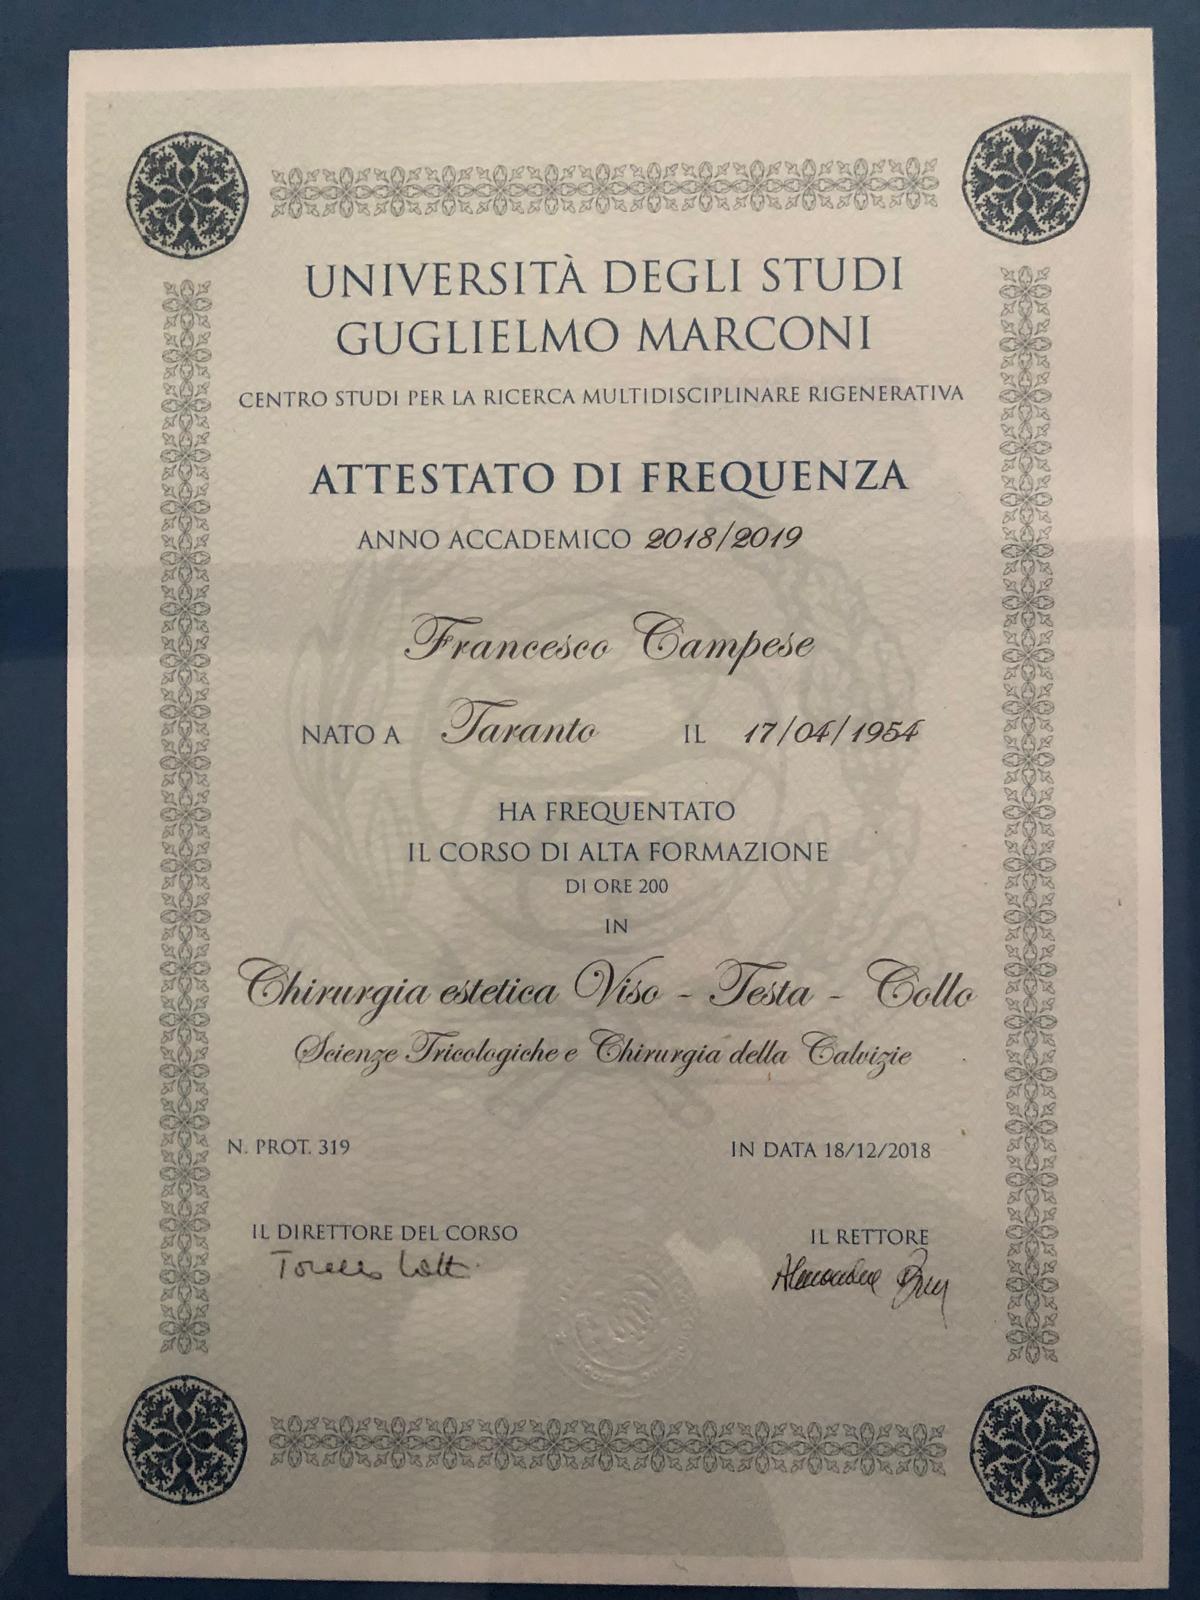 UNIVERSITÀ DEGLI STUDI
GUGLIELMO MARCONI
CENTRO STUDI PER LA RICERCA MULTIDISCIPLINARE RIGENERATIVA
ATTESTATO DI FREQUENZA
ANNO ACCADEMICO 2018/2019
Francesco Campese
NATO A Taranto IL 17/04/1954
HA FREQUENTATO
IL CORSO DI ALTA FORMAZIONE
DI ORE 200
IN
Chirurgia estetica Viso - Testa - Collo
Scienze Tricologiche e Chirurgia della Calvizie
N. PROT. 319 IN DATA 18/12/2018
IL DIRETTORE DEL CORSO IL RETTORE